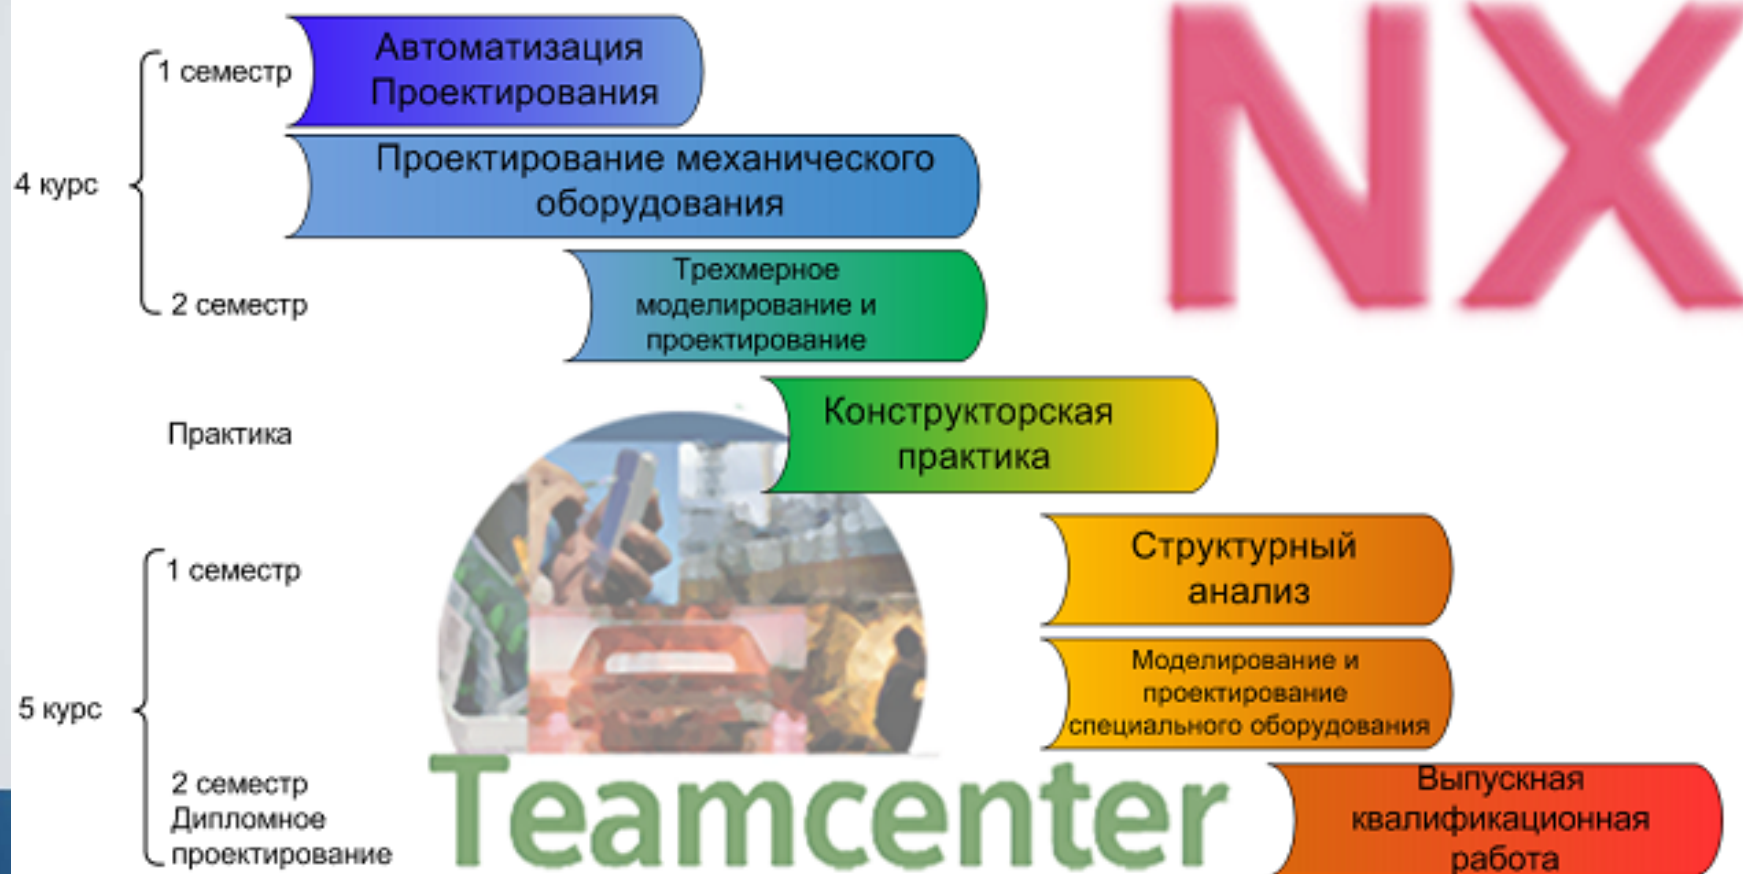 NX
4 курс
1 семестр
Автоматизация
Проектирования
Проектирование механического
оборудования
2 семестр
Трехмерное
моделирование и
проектирование
Практика
Конструкторская
практика
5 курс
1 семестр
Структурный
анализ
Моделирование и
проектирование
специального оборудования
2 семестр
Дипломное
проектирование
Teamcenter
Выпускная
квалификационная
работа